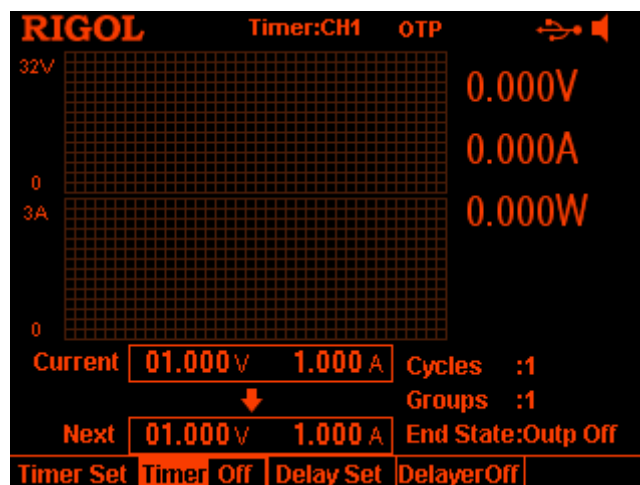 RIGOL Timer:CH1 OTP
32V
0.000V
0.000A
0
3A
0.000W
0
Current 01.000V 1.000A Cycles :1
Groups :1
Next 01.000V 1.000A End State:Outp Off
Timer Set Timer Off Delay Set DelayerOff